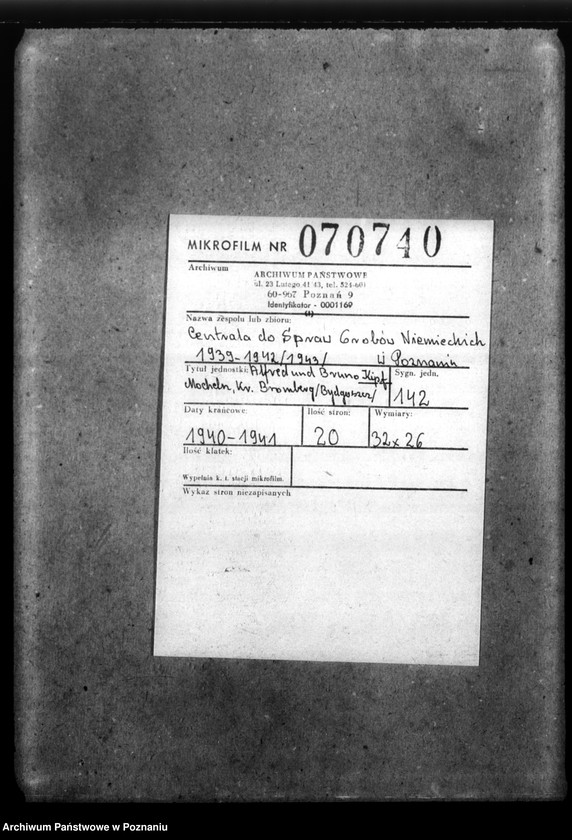 MIKROFILM NR 070740
Archiwum
ARCHIWUM PAŃSTWOWE
ul. 23 Lutego 41/43, tel. 524-601
60-967 Poznań 9
Identyfikator - 0001169
Nazwa zespołu lub zbioru:
Centrala do Spraw Grobów Niemieckich
1939-1942/1943/ w Poznaniu
Tytuł jednostki: Alfred und Bruno Kipf
Mocheln, Kr. Bromberg/Bydgoszcz/
Sygn. jedn.
142
Daty krańcowe: Ilość stron: Wymiary:
1940-1941 20 32x26
Ilość klatek:
Wypełnia k. t. stacji mikrofilm.
Wykaz stron niezapisanych
Archiwum Państwowe w Poznaniu